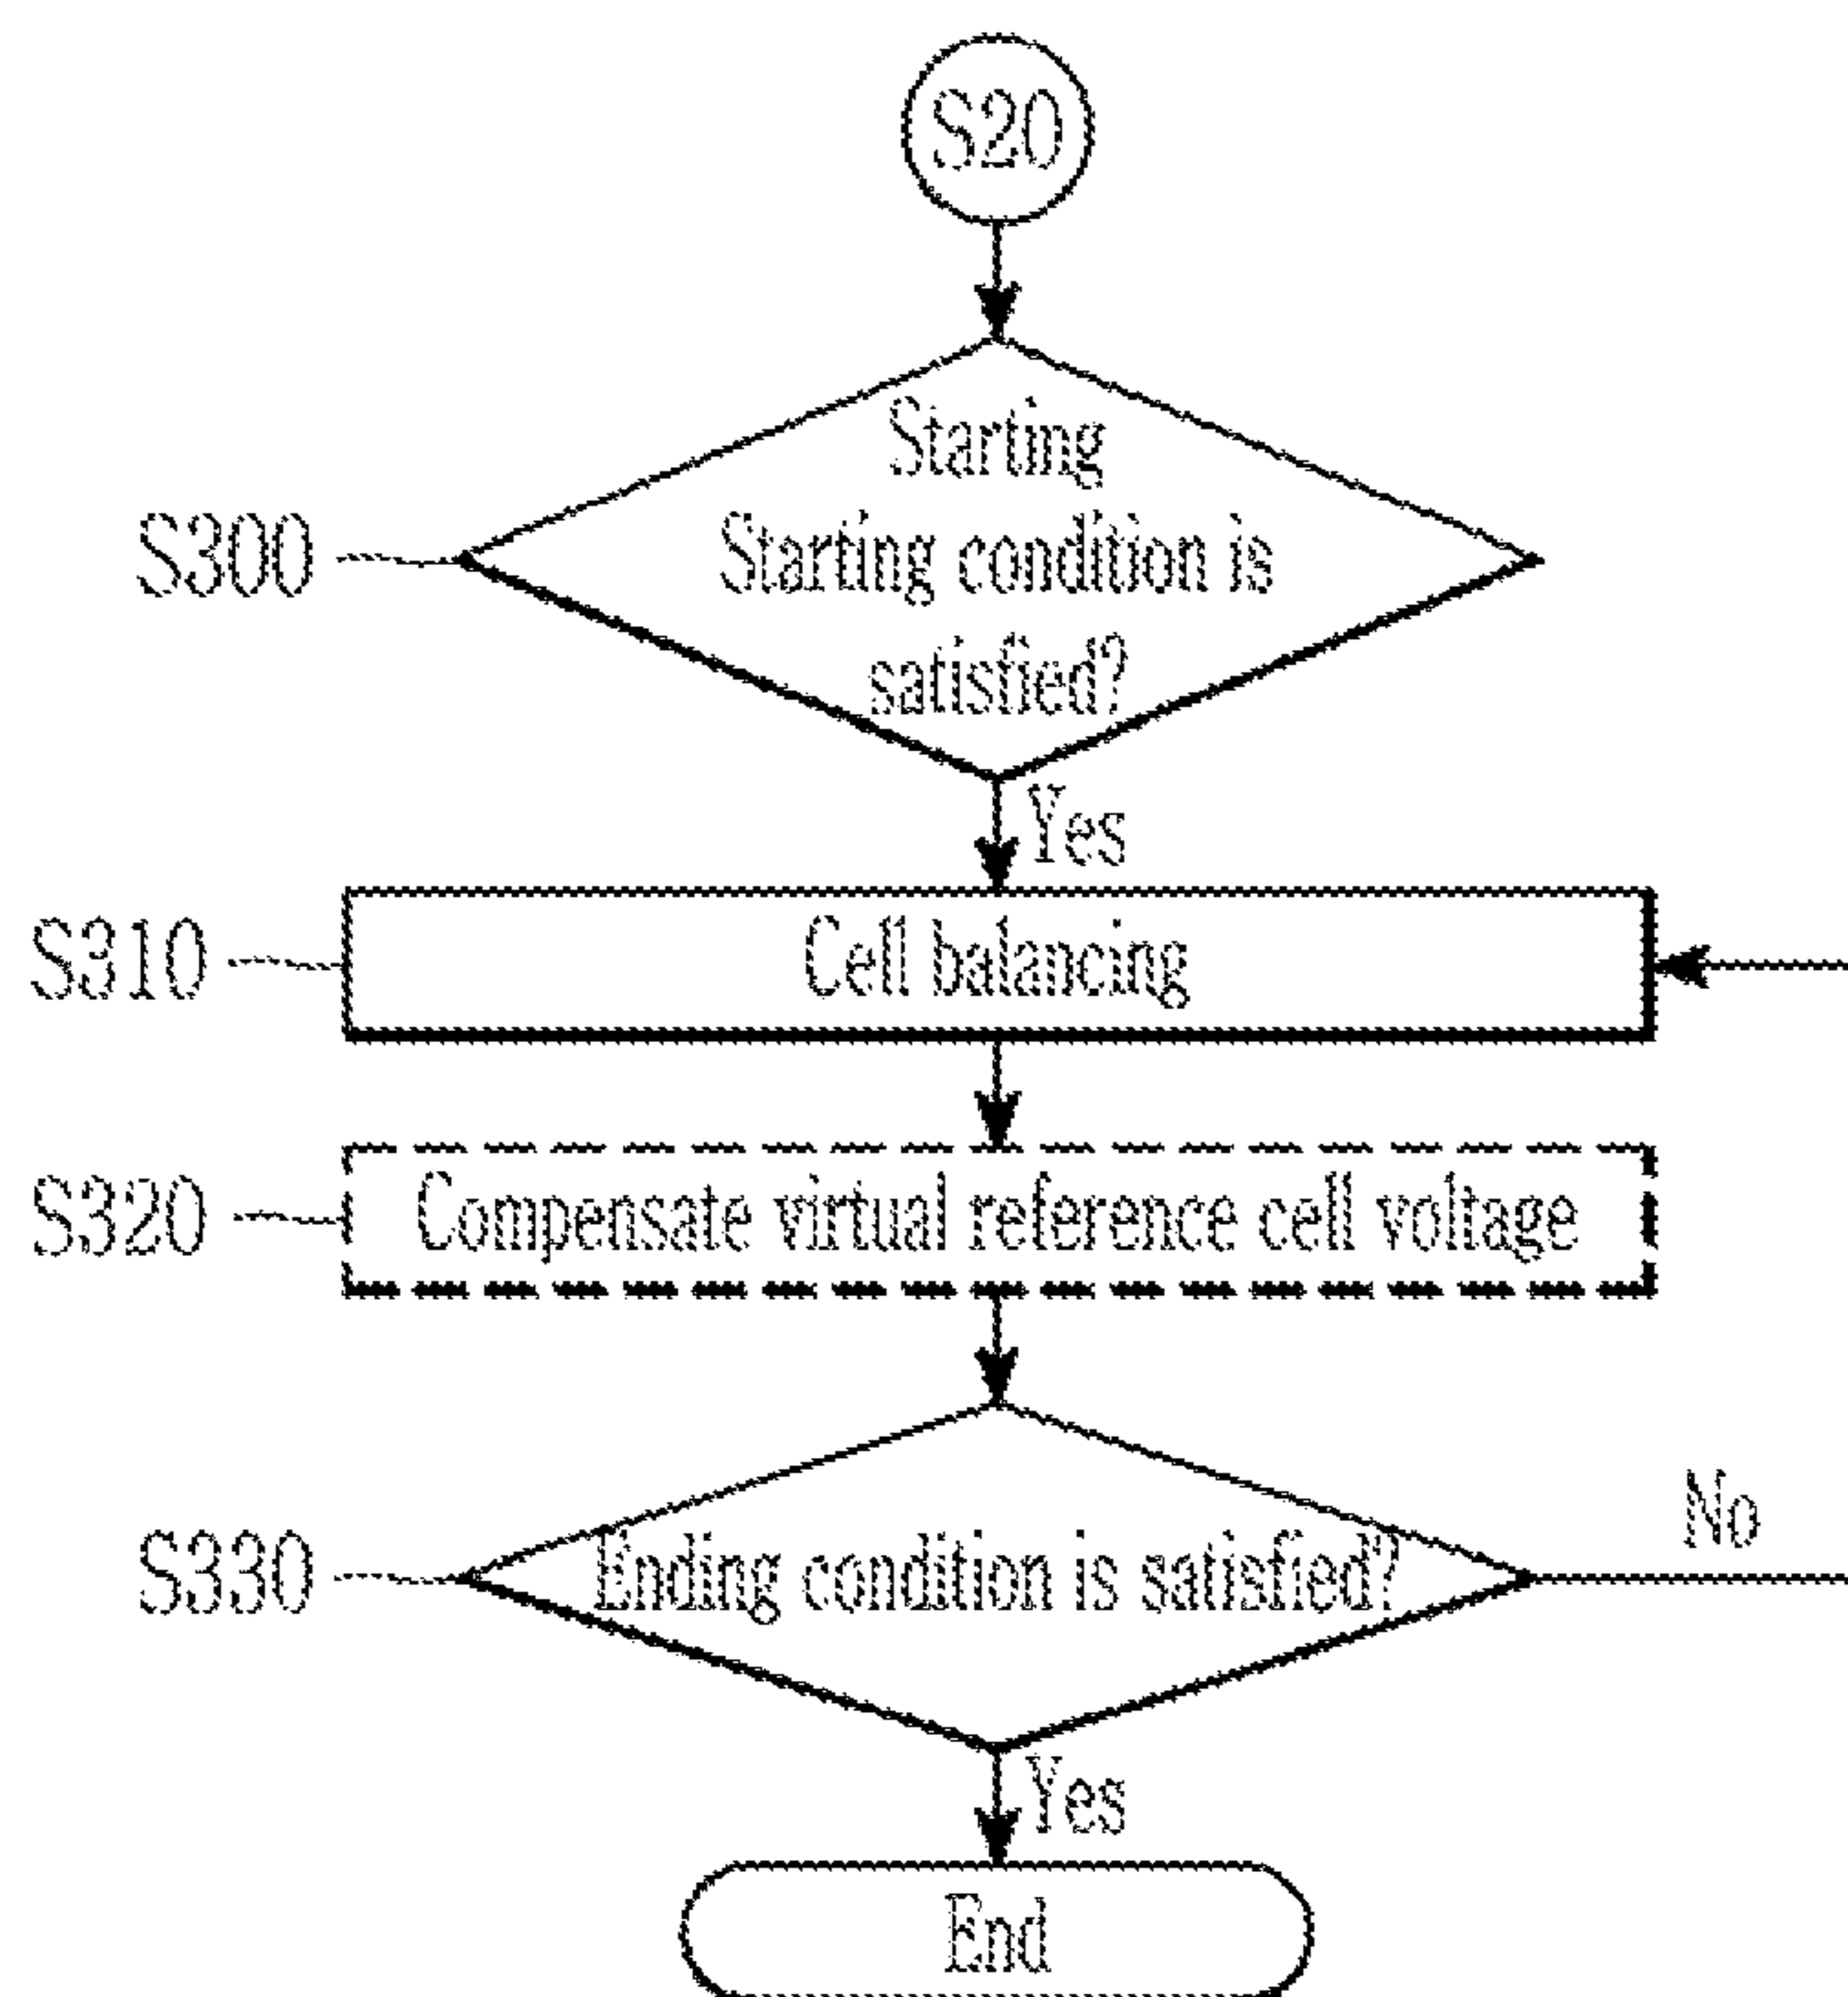 S20
Starting
S300
Starting condition is
satisfied?
Yes
S310
Cell balancing
S320
Compensate virtual reference cell voltage
No
S330
Ending condition is satisfied?
Yes
End